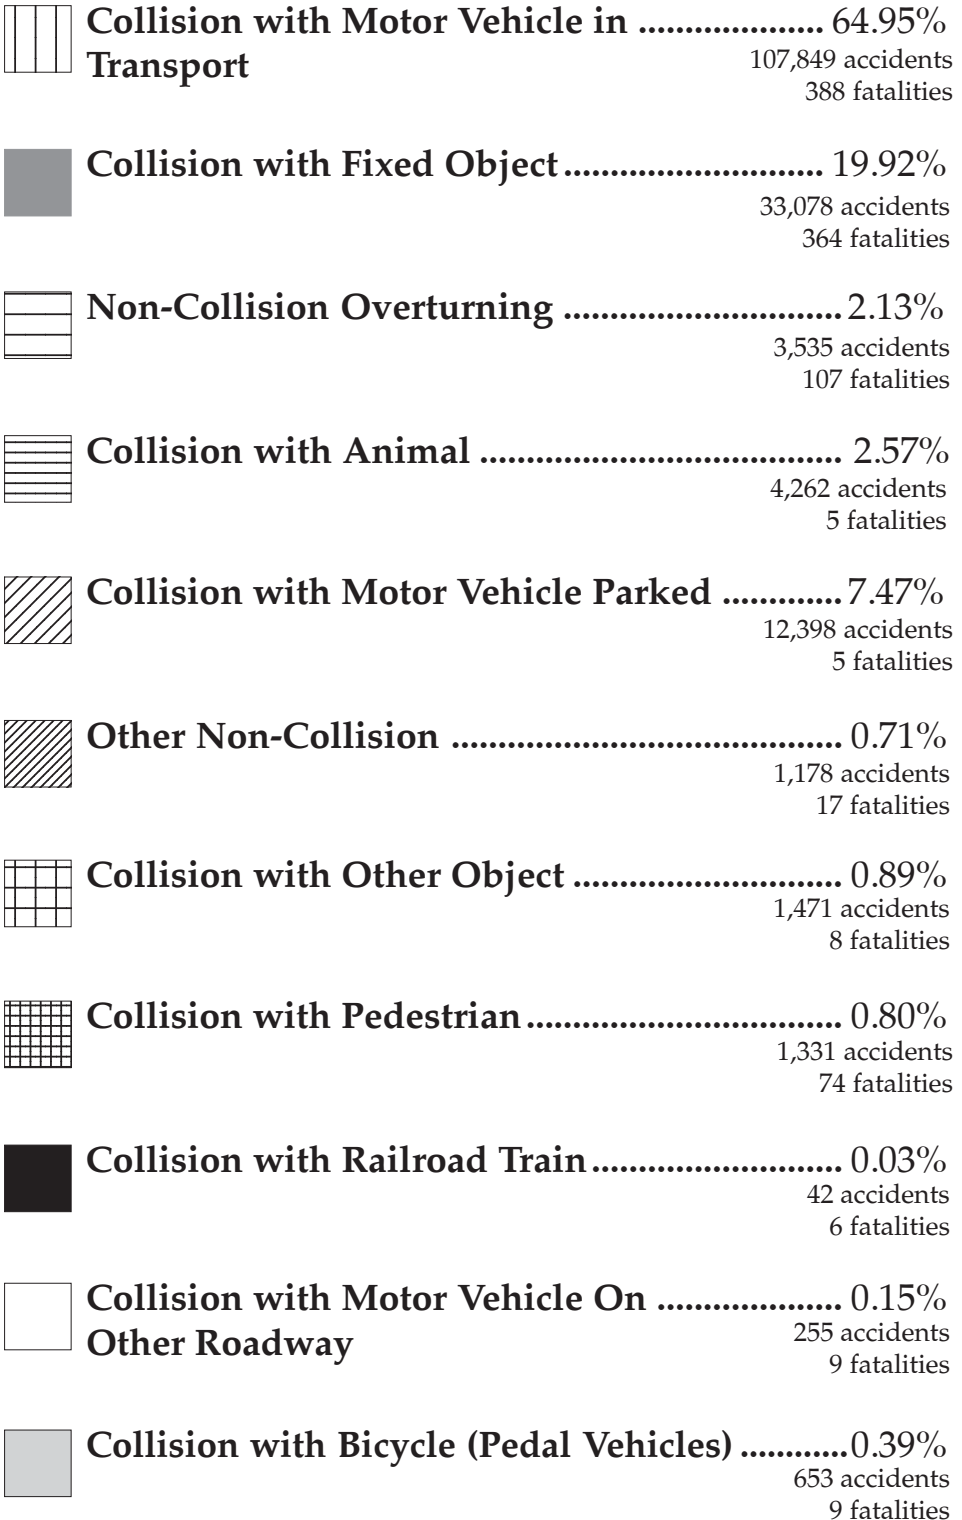 Collision with Motor Vehicle in .................... 64.95%
Transport
107,849 accidents
388 fatalities
Collision with Fixed Object............................ 19.92%
33,078 accidents
364 fatalities
Non-Collision Overturning ..............................2.13%
3,535 accidents
107 fatalities
Collision with Animal ....................................... 2.57%
4,262 accidents
5 fatalities
Collision with Motor Vehicle Parked .............7.47%
12,398 accidents
5 fatalities
Other Non-Collision .......................................... 0.71%
1,178 accidents
17 fatalities
Collision with Other Object ............................. 0.89%
1,471 accidents
8 fatalities
Collision with Pedestrian.................................. 0.80%
1,331 accidents
74 fatalities
Collision with Railroad Train........................... 0.03%
42 accidents
6 fatalities
Collision with Motor Vehicle On .................... 0.15%
Other Roadway
255 accidents
9 fatalities
Collision with Bicycle (Pedal Vehicles) ............0.39%
653 accidents
9 fatalities